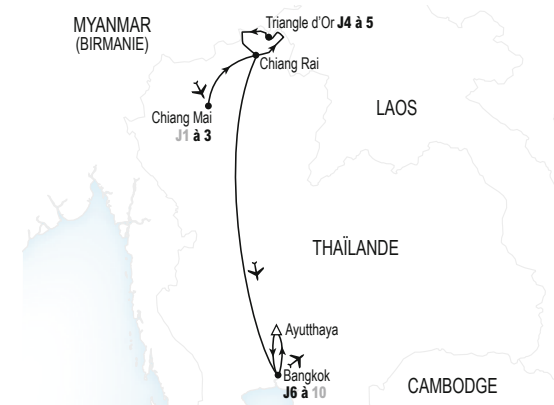 MYANMAR
(BIRMANIE)
Triangle d'Or J4 à 5
Chiang Rai
Chiang Mai
J1 à 3
LAOS
THAÏLANDE
Ayutthaya
Bangkok
J6 à 10
CAMBODGE